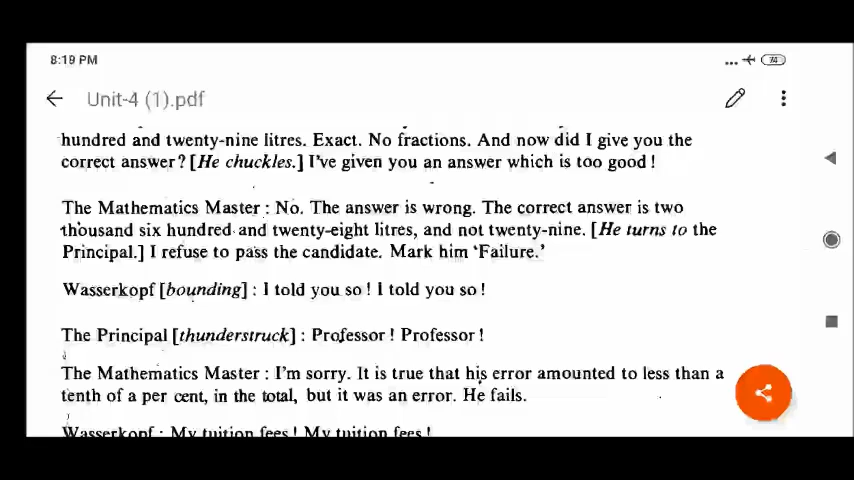 8:19 PM
74
Unit-4 (1).pdf
hundred and twenty-nine litres. Exact. No fractions. And now did I give you the
correct answer? [He chuckles.] I've given you an answer which is too good!
The Mathematics Master : No. The answer is wrong. The correct answer is two
thousand six hundred and twenty-eight litres, and not twenty-nine. [He turns to the
Principal.] I refuse to pass the candidate. Mark him ‘Failure.’
Wasserkopf [bounding] : I told you so! I told you so!
The Principal [thunderstruck] : Professor! Professor!
The Mathematics Master : I'm sorry. It is true that his error amounted to less than a
tenth of a per cent, in the total, but it was an error. He fails.
Wasserkopf : My tuition fees! My tuition fees!